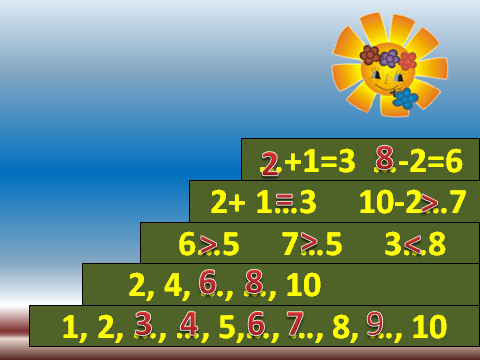 2+1=3 8-2=6
2+ 1=3 10-2>7
6>5 7>5 3<8
2, 4, 6, 8, 10
1, 2, 3, 4, 5, 6, 7, 8, 9, 10